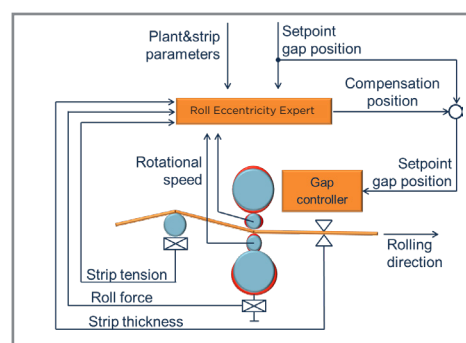 Plant&strip
parameters
Setpoint
gap position
Compensation
position
Roll Eccentricity Expert
Rotational
speed
Setpoint
gap position
Gap
controller
Rolling
direction
Strip tension
Roll force
Strip thickness